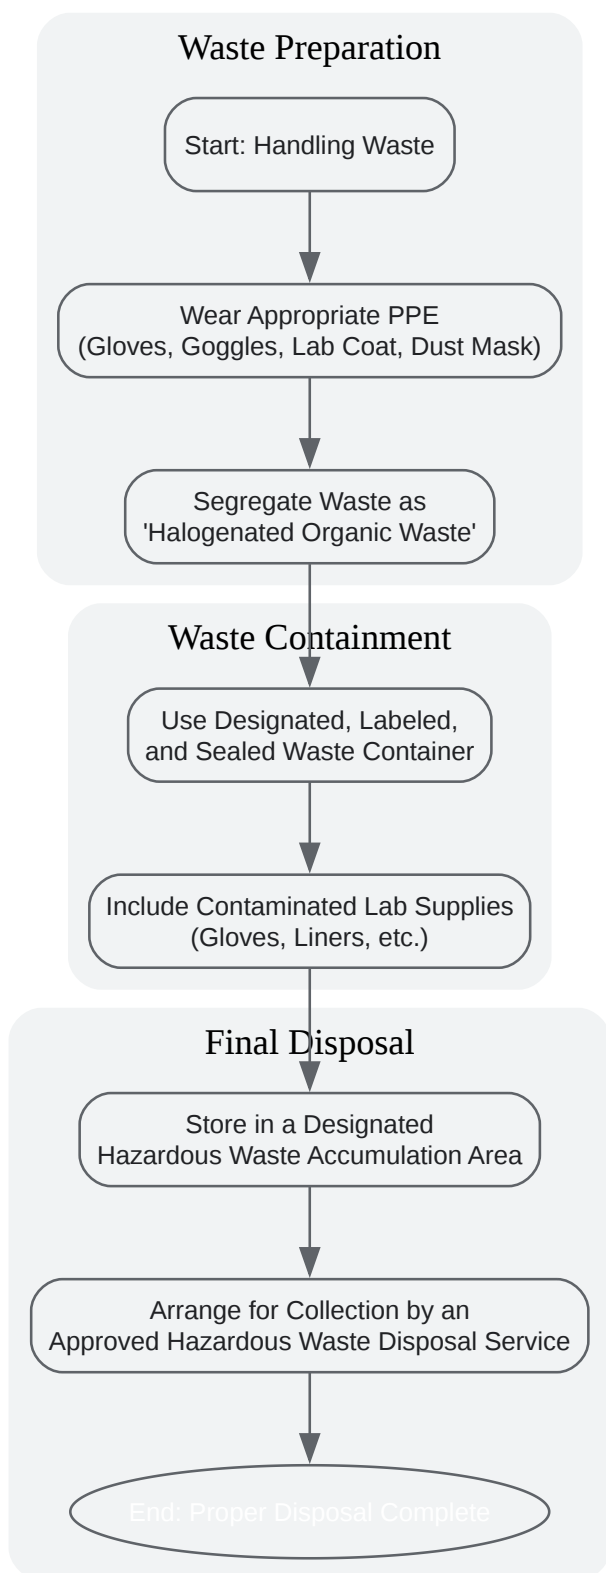 Waste Preparation
Start: Handling Waste
Wear Appropriate PPE
(Gloves, Goggles, Lab Coat, Dust Mask)
Segregate Waste as
'Halogenated Organic Waste'
Waste Containment
Use Designated, Labeled,
and Sealed Waste Container
Include Contaminated Lab Supplies
(Gloves, Liners, etc.)
Final Disposal
Store in a Designated
Hazardous Waste Accumulation Area
Arrange for Collection by an
Approved Hazardous Waste Disposal Service
End: Proper Disposal Complete